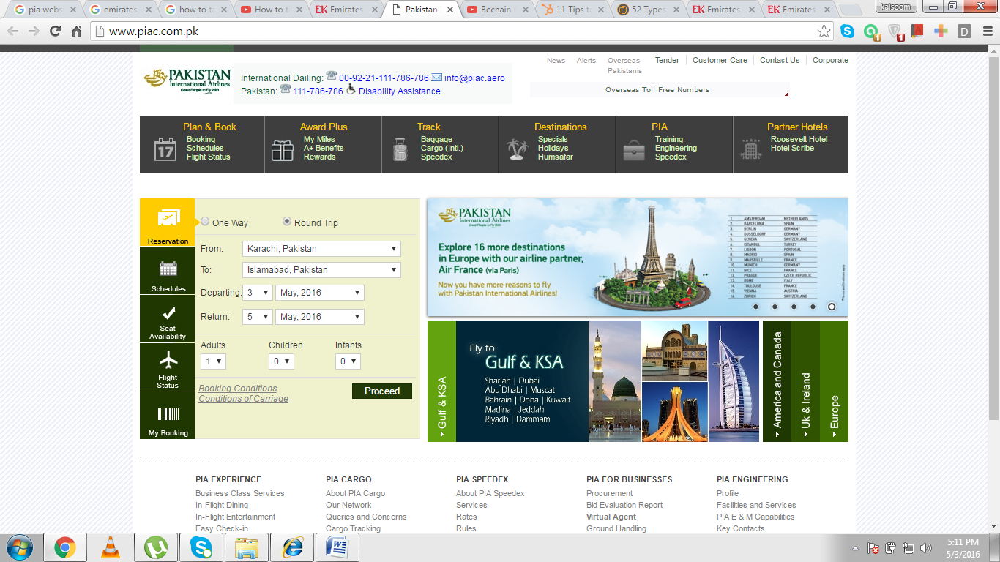 pia webs
emirates
how to ta
How to ta
Emirates
Pakistan
Bechain
11 Tips to
52 Types
Emirates
Emirates
kalsoom
www.piac.com.pk
News Alerts Overseas Pakistanis Tender Customer Care Contact Us Corporate
PAKISTAN
International Airlines
Great People to Fly With
International Dailing: 00-92-21-111-786-786 info@piac.aero
Pakistan: 111-786-786 Disability Assistance
Overseas Toll Free Numbers
Plan & Book
Booking
Schedules
Flight Status
17
Award Plus
My Miles
A+ Benefits
Rewards
Track
Baggage
Cargo (Intl.)
Speedex
Destinations
Specials
Holidays
Humsafar
PIA
Training
Engineering
Speedex
Partner Hotels
Roosevelt Hotel
Hotel Scribe
Reservation
Schedules
Seat
Availability
Flight
Status
My Booking
One Way Round Trip
From: Karachi, Pakistan
To: Islamabad, Pakistan
Departing: 3 May, 2016
Return: 5 May, 2016
Adults Children Infants
1 0 0
Booking Conditions
Conditions of Carriage
Proceed
PAKISTAN
International Airlines
Great People to Fly With
Explore 16 more destinations
in Europe with our airline partner,
Air France (via Paris)
Now you have more reasons to fly
with Pakistan International Airlines!
1. AMSTERDAM NETHERLANDS
2. BARCELONA SPAIN
3. BERLIN GERMANY
4. DUSSELDORF GERMANY
5. GENEVA SWITZERLAND
6. ISTANBUL TURKEY
7. LISBON PORTUGAL
8. MADRID SPAIN
9. MARSEILLE FRANCE
10. MUNICH GERMANY
11. NICE FRANCE
12. PRAGUE CZECH REPUBLIC
13. ROME ITALY
14. TOULOUSE FRANCE
15. VIENNA AUSTRIA
16. ZURICH SWITZERLAND
Gulf & KSA
Fly to
Gulf & KSA
Sharjah | Dubai
Abu Dhabi | Muscat
Bahrain | Doha | Kuwait
Madina | Jeddah
Riyadh | Dammam
America and Canada
Uk & Ireland
Europe
PIA EXPERIENCE
Business Class Services
In-Flight Dining
In-Flight Entertainment
Easy Check-in
PIA CARGO
About PIA Cargo
Our Network
Queries and Concerns
Cargo Tracking
PIA SPEEDEX
About PIA Speedex
Services
Rates
Rules
PIA FOR BUSINESSES
Procurement
Bid Evaluation Report
Virtual Agent
Ground Handling
PIA ENGINEERING
Profile
Facilities and Services
PIA E & M Capabilities
Key Contacts
5:11 PM
5/3/2016